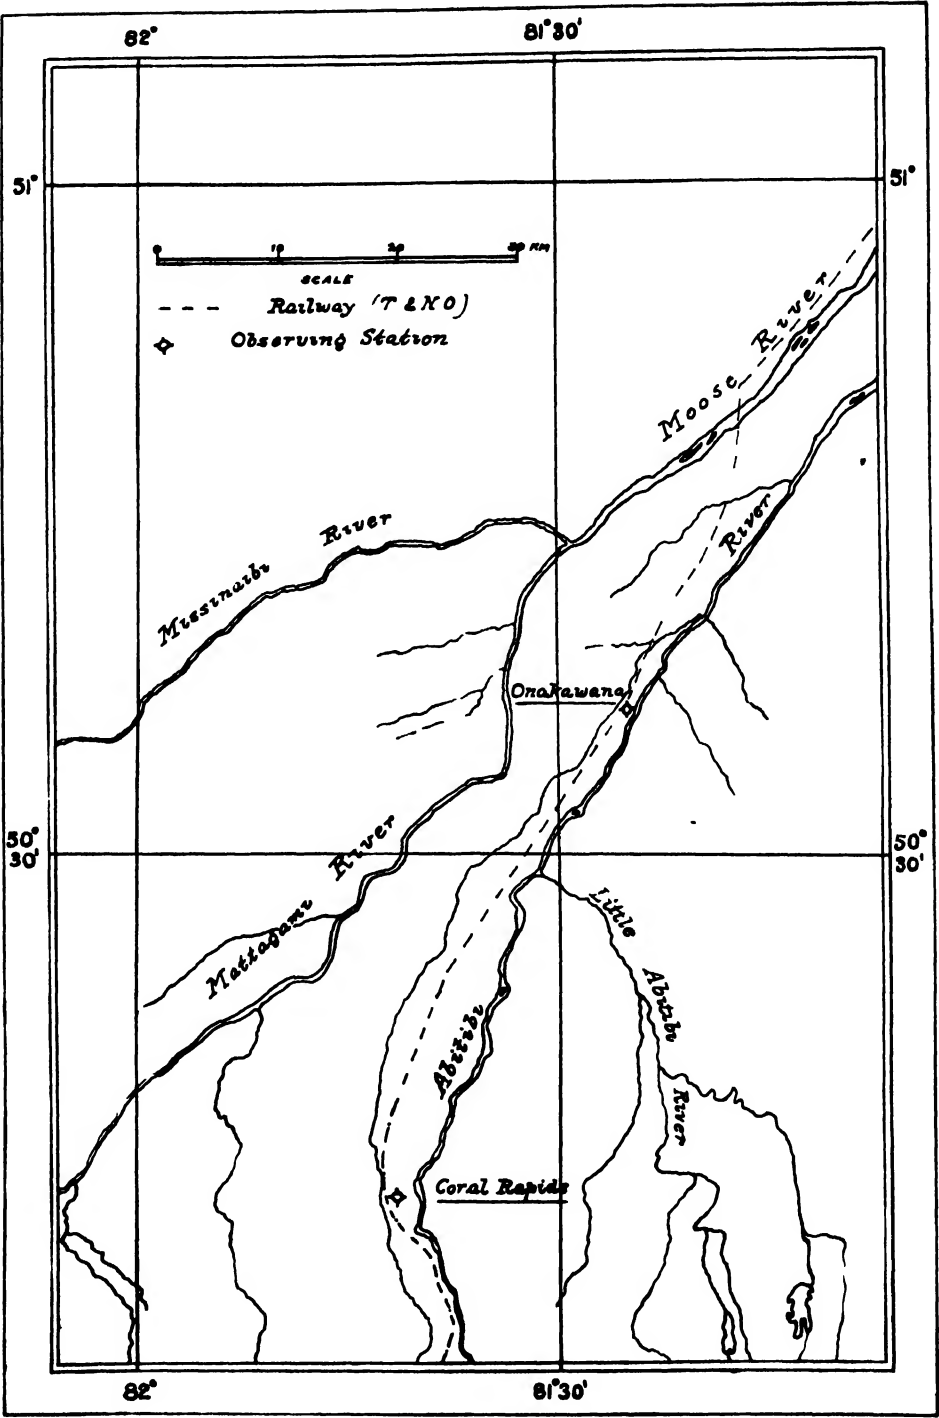 82° 81°30'
51° 51°
0 10 20 30 KM
SCALE
Railway (T & N O)
Observing Station
Moose River
Missinaibi River
River
Onakawana
50° 50°
30' 30'
Mattagami River
Little
Abitibi
River
Abitibi
Coral Rapids
82° 81°30'